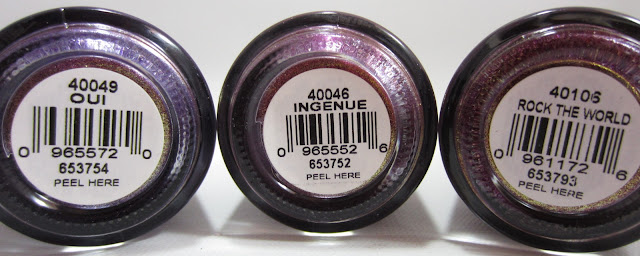 40049
OUI
0 965572 0
653754
PEEL HERE
40046
INGENUE
0 965552 6
653752
PEEL HERE
40106
ROCK THE WORLD
0 961172 6
653793
PEEL HERE